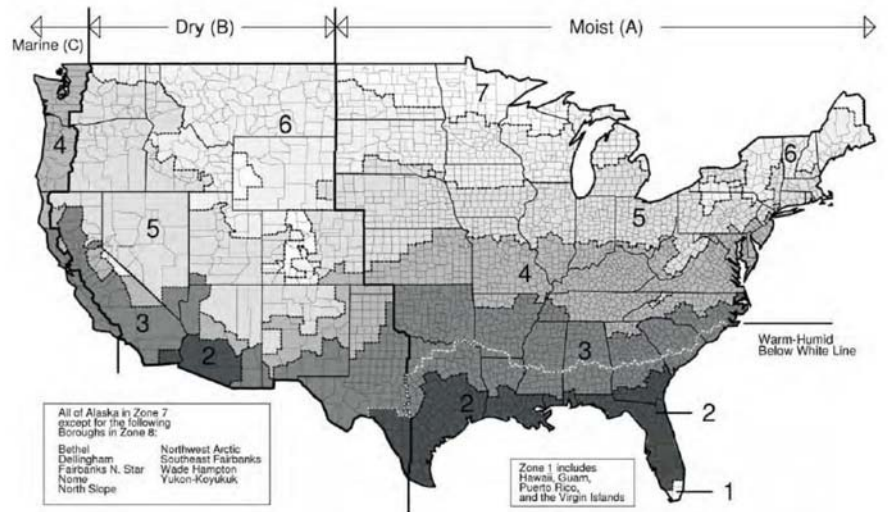 Marine (C)
Dry (B)
Moist (A)
7
6
6
4
5
5
4
3
3
Warm-Humid
Below White Line
2
2
2
1
All of Alaska in Zone 7
except for the following
Boroughs in Zone 8:
Bethel
Dellingham
Fairbanks N. Star
Nome
North Slope
Northwest Arctic
Southeast Fairbanks
Wade Hampton
Yukon-Koyukuk
Zone 1 includes
Hawaii, Guam,
Puerto Rico,
and the Virgin Islands